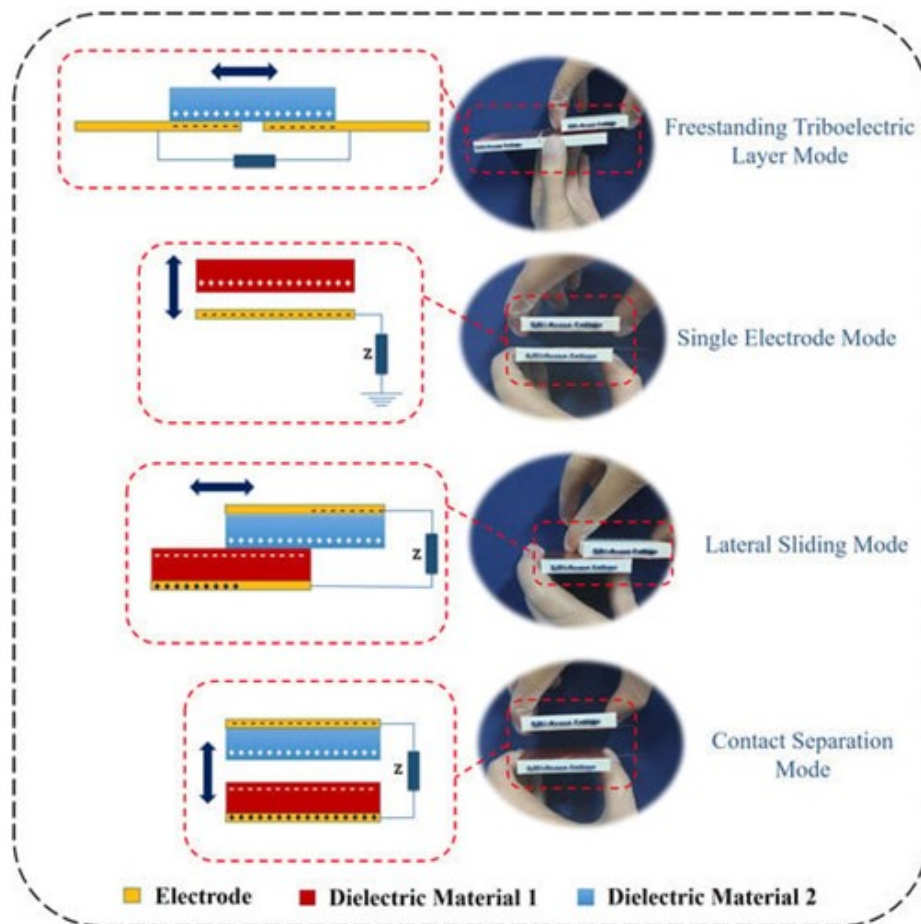 Freestanding Triboelectric
Layer Mode
Single Electrode Mode
Z
Lateral Sliding Mode
Z
Contact Separation
Mode
Z
Electrode
Dielectric Material 1
Dielectric Material 2